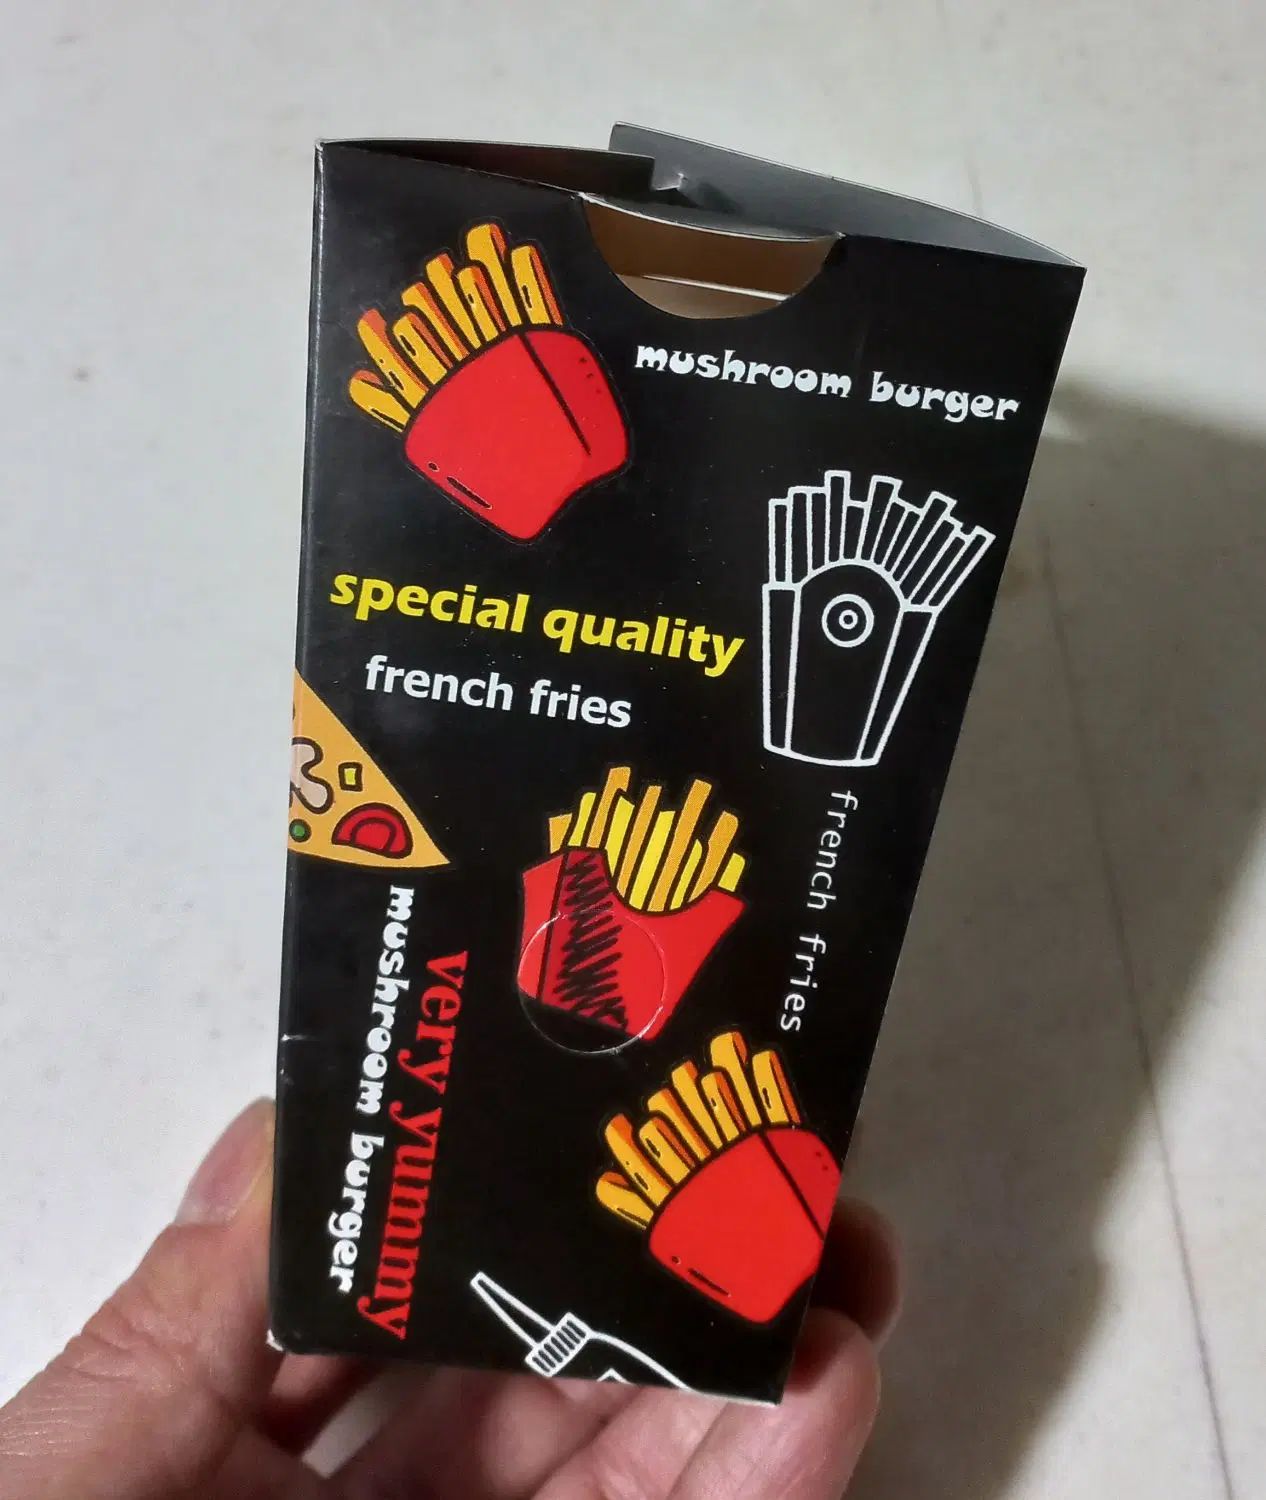 mushroom burger
special quality
french fries
french fries
very yummy
mushroom burger